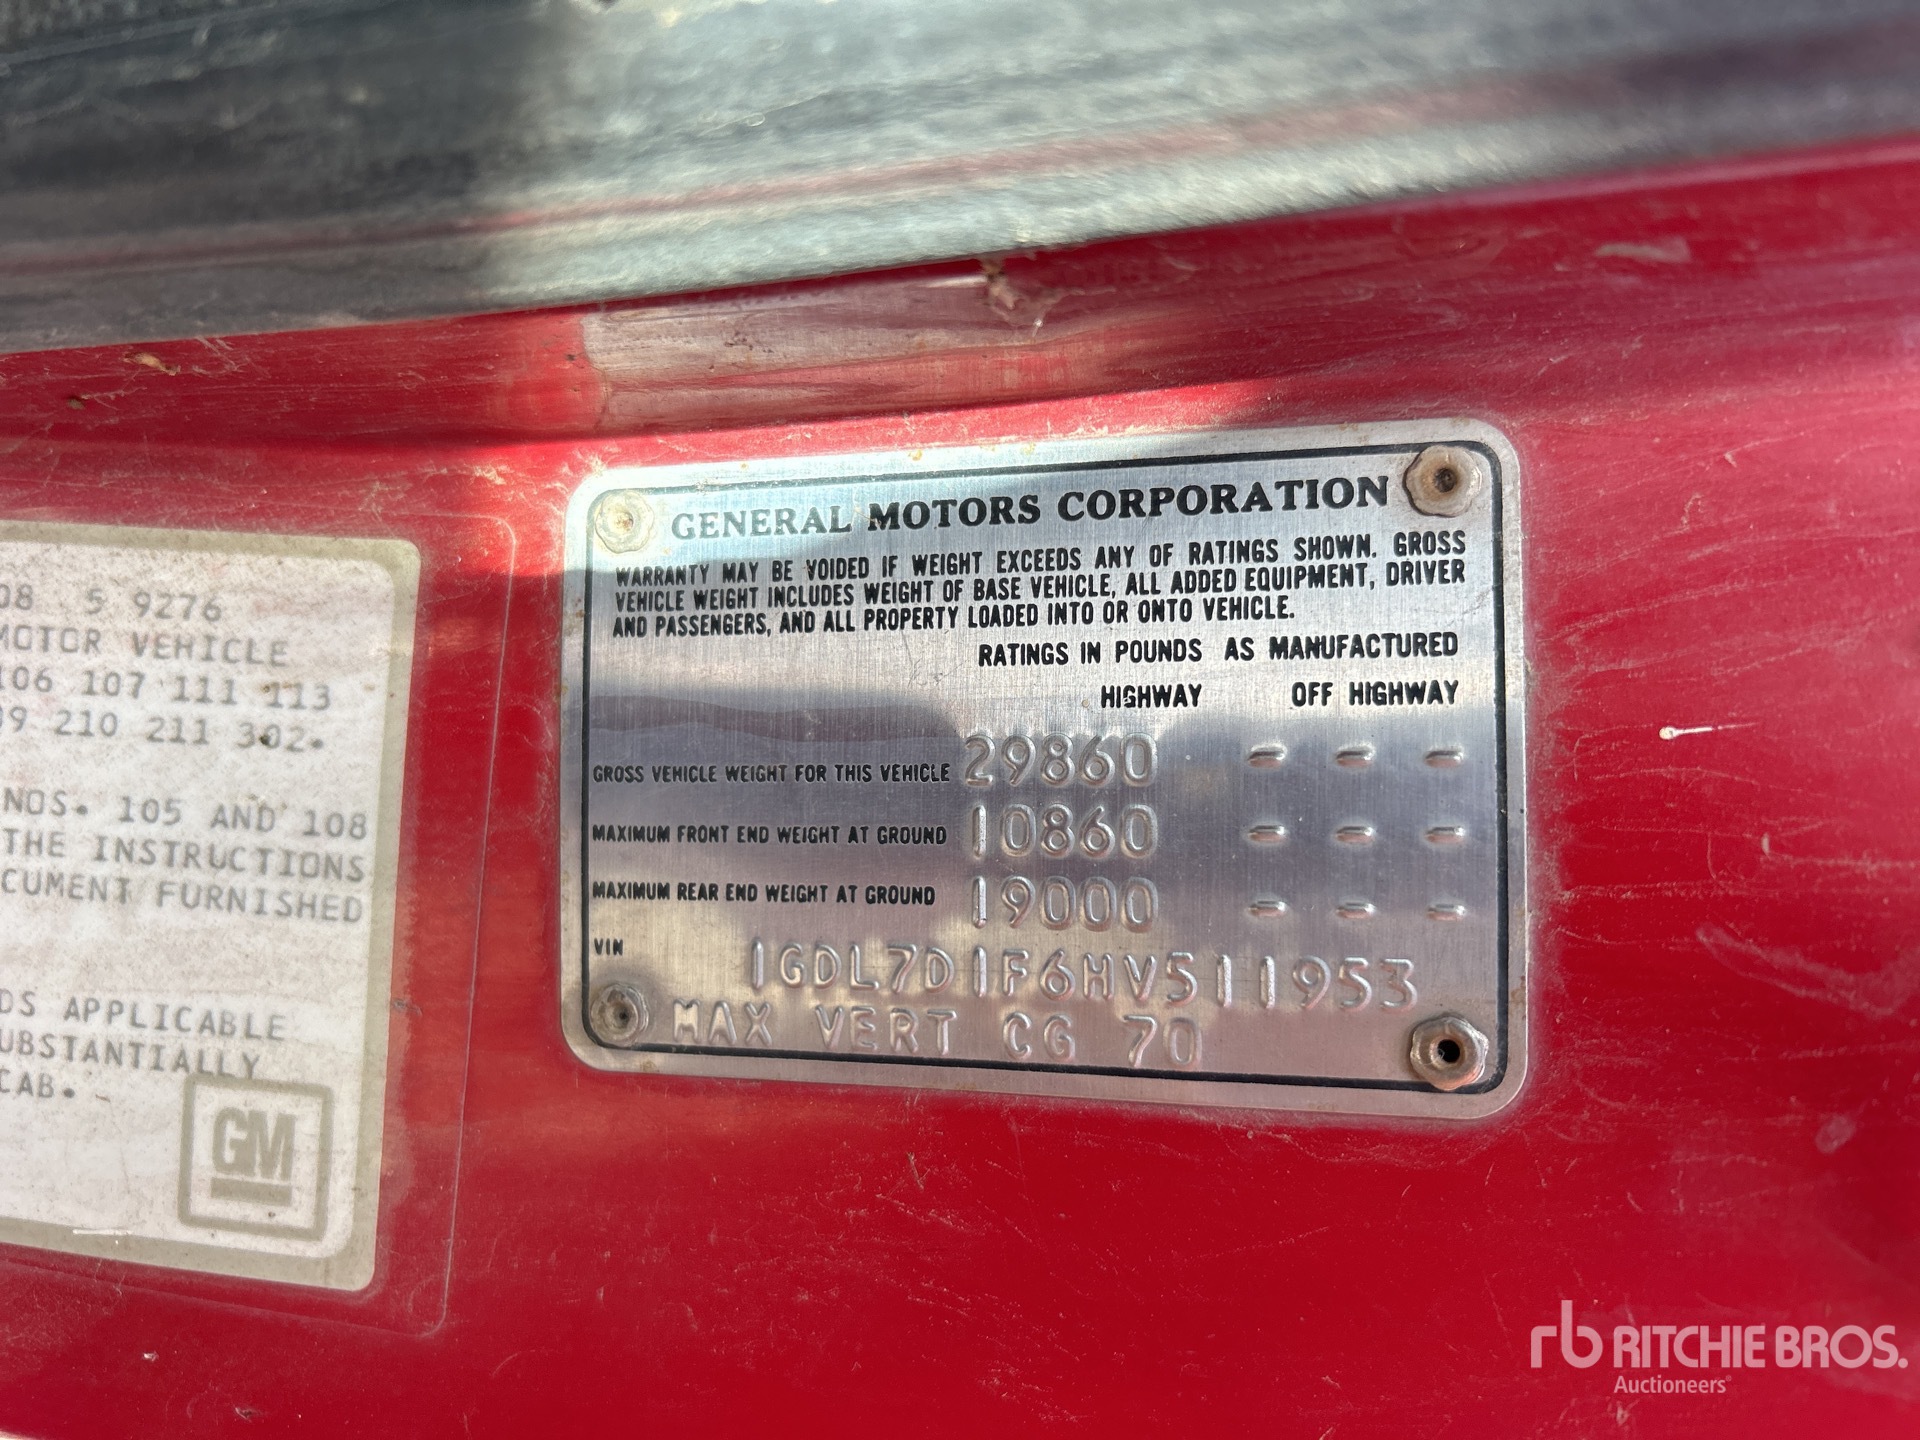 08 5 9276
MOTOR VEHICLE
106 107 111 113
09 210 211 302.
NOS. 105 AND 108
THE INSTRUCTIONS
CUMENT FURNISHED
DS APPLICABLE
UBSTANTIALLY
CAB.
GM
GENERAL MOTORS CORPORATION
WARRANTY MAY BE VOIDED IF WEIGHT EXCEEDS ANY OF RATINGS SHOWN. GROSS
VEHICLE WEIGHT INCLUDES WEIGHT OF BASE VEHICLE, ALL ADDED EQUIPMENT, DRIVER
AND PASSENGERS, AND ALL PROPERTY LOADED INTO OR ONTO VEHICLE.
RATINGS IN POUNDS AS MANUFACTURED
HIGHWAY OFF HIGHWAY
GROSS VEHICLE WEIGHT FOR THIS VEHICLE 29860 - - -
MAXIMUM FRONT END WEIGHT AT GROUND 10860 - - -
MAXIMUM REAR END WEIGHT AT GROUND 19000 - - -
VIN 1GDL7D1F6HV511953
MAX VERT CG 70
rb RITCHIE BROS.
Auctioneers